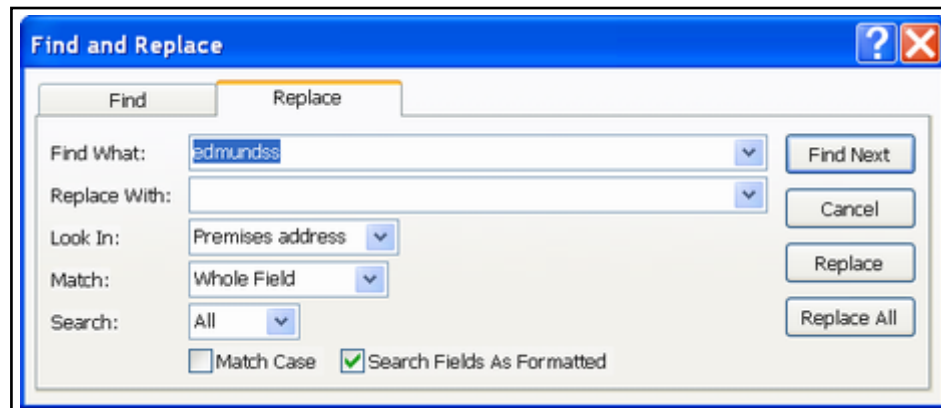 Find and Replace
Find Replace
Find What: edmundss Find Next
Replace With: Cancel
Look In: Premises address
Match: Whole Field Replace
Search: All Replace All
Match Case Search Fields As Formatted